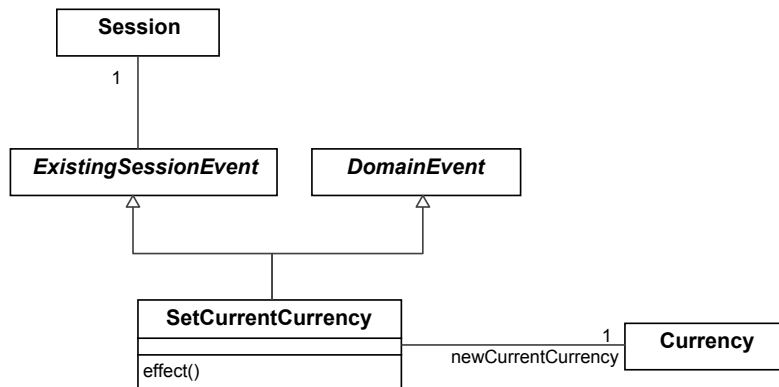 Session
1
ExistingSessionEvent
DomainEvent
SetCurrentCurrency
effect()
1
newCurrentCurrency
Currency